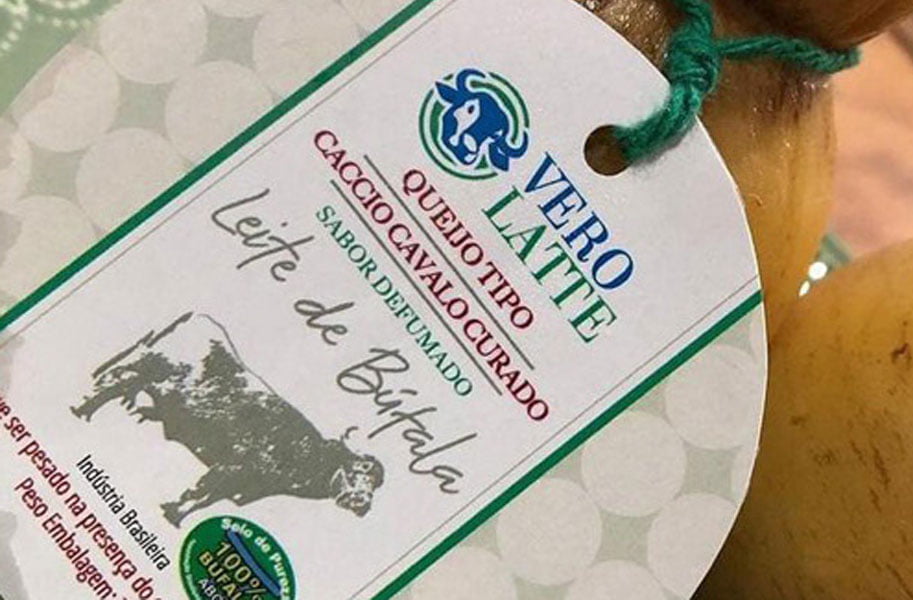 VERO
LATTE
QUEIJO TIPO
CACCIO CAVALO CURADO
SABOR DEFUMADO
Leite de Búfala
Indústria Brasileira
ser pesado na presença do
Peso Embalagem:
Selo de Pureza
100%